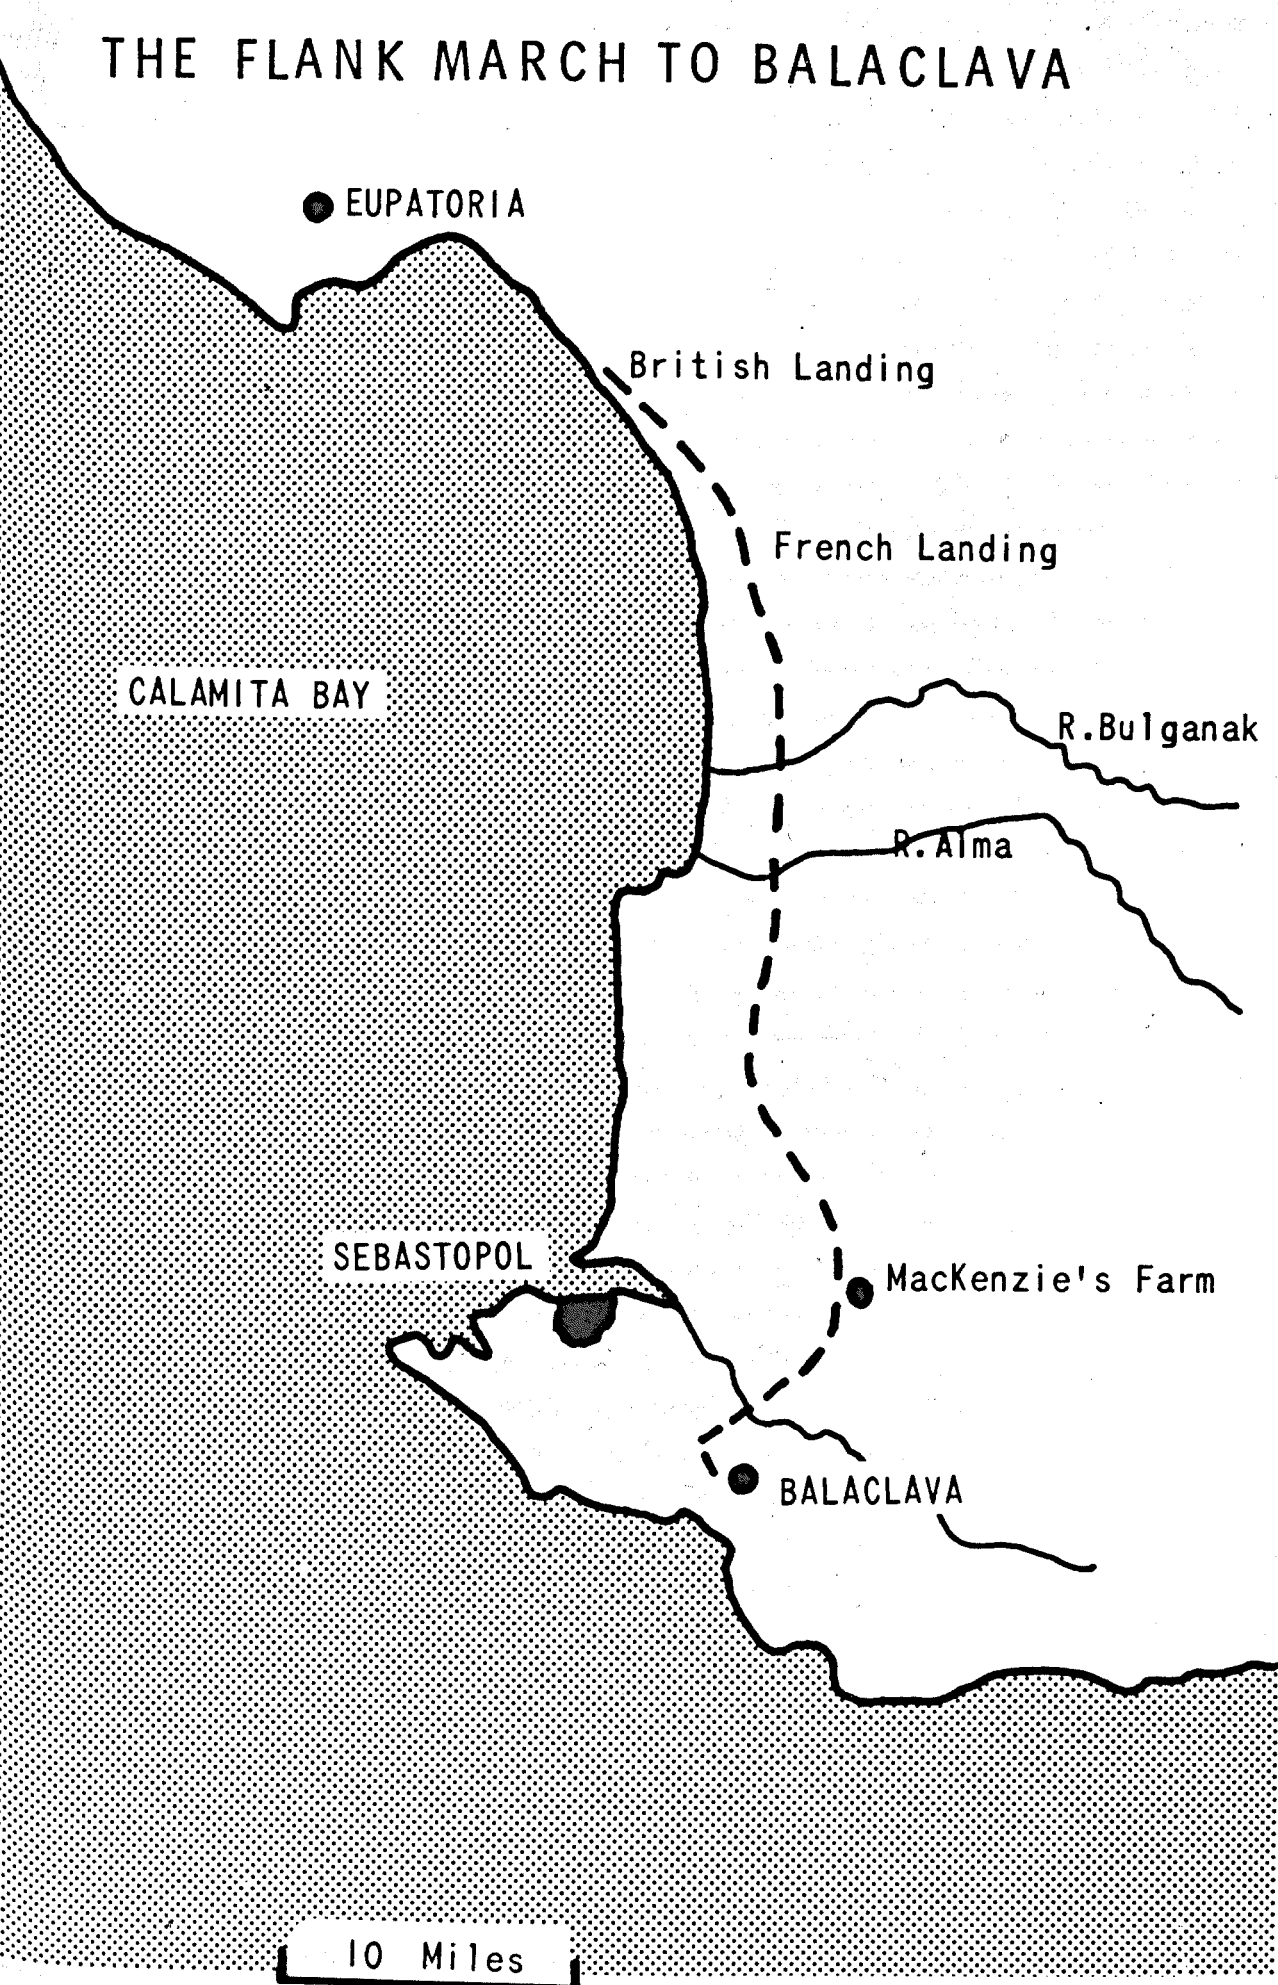 THE FLANK MARCH TO BALACLAVA
EUPATORIA
British Landing
French Landing
CALAMITA BAY
R.Bulganak
R.Alma
SEBASTOPOL
MacKenzie's Farm
BALACLAVA
10 Miles